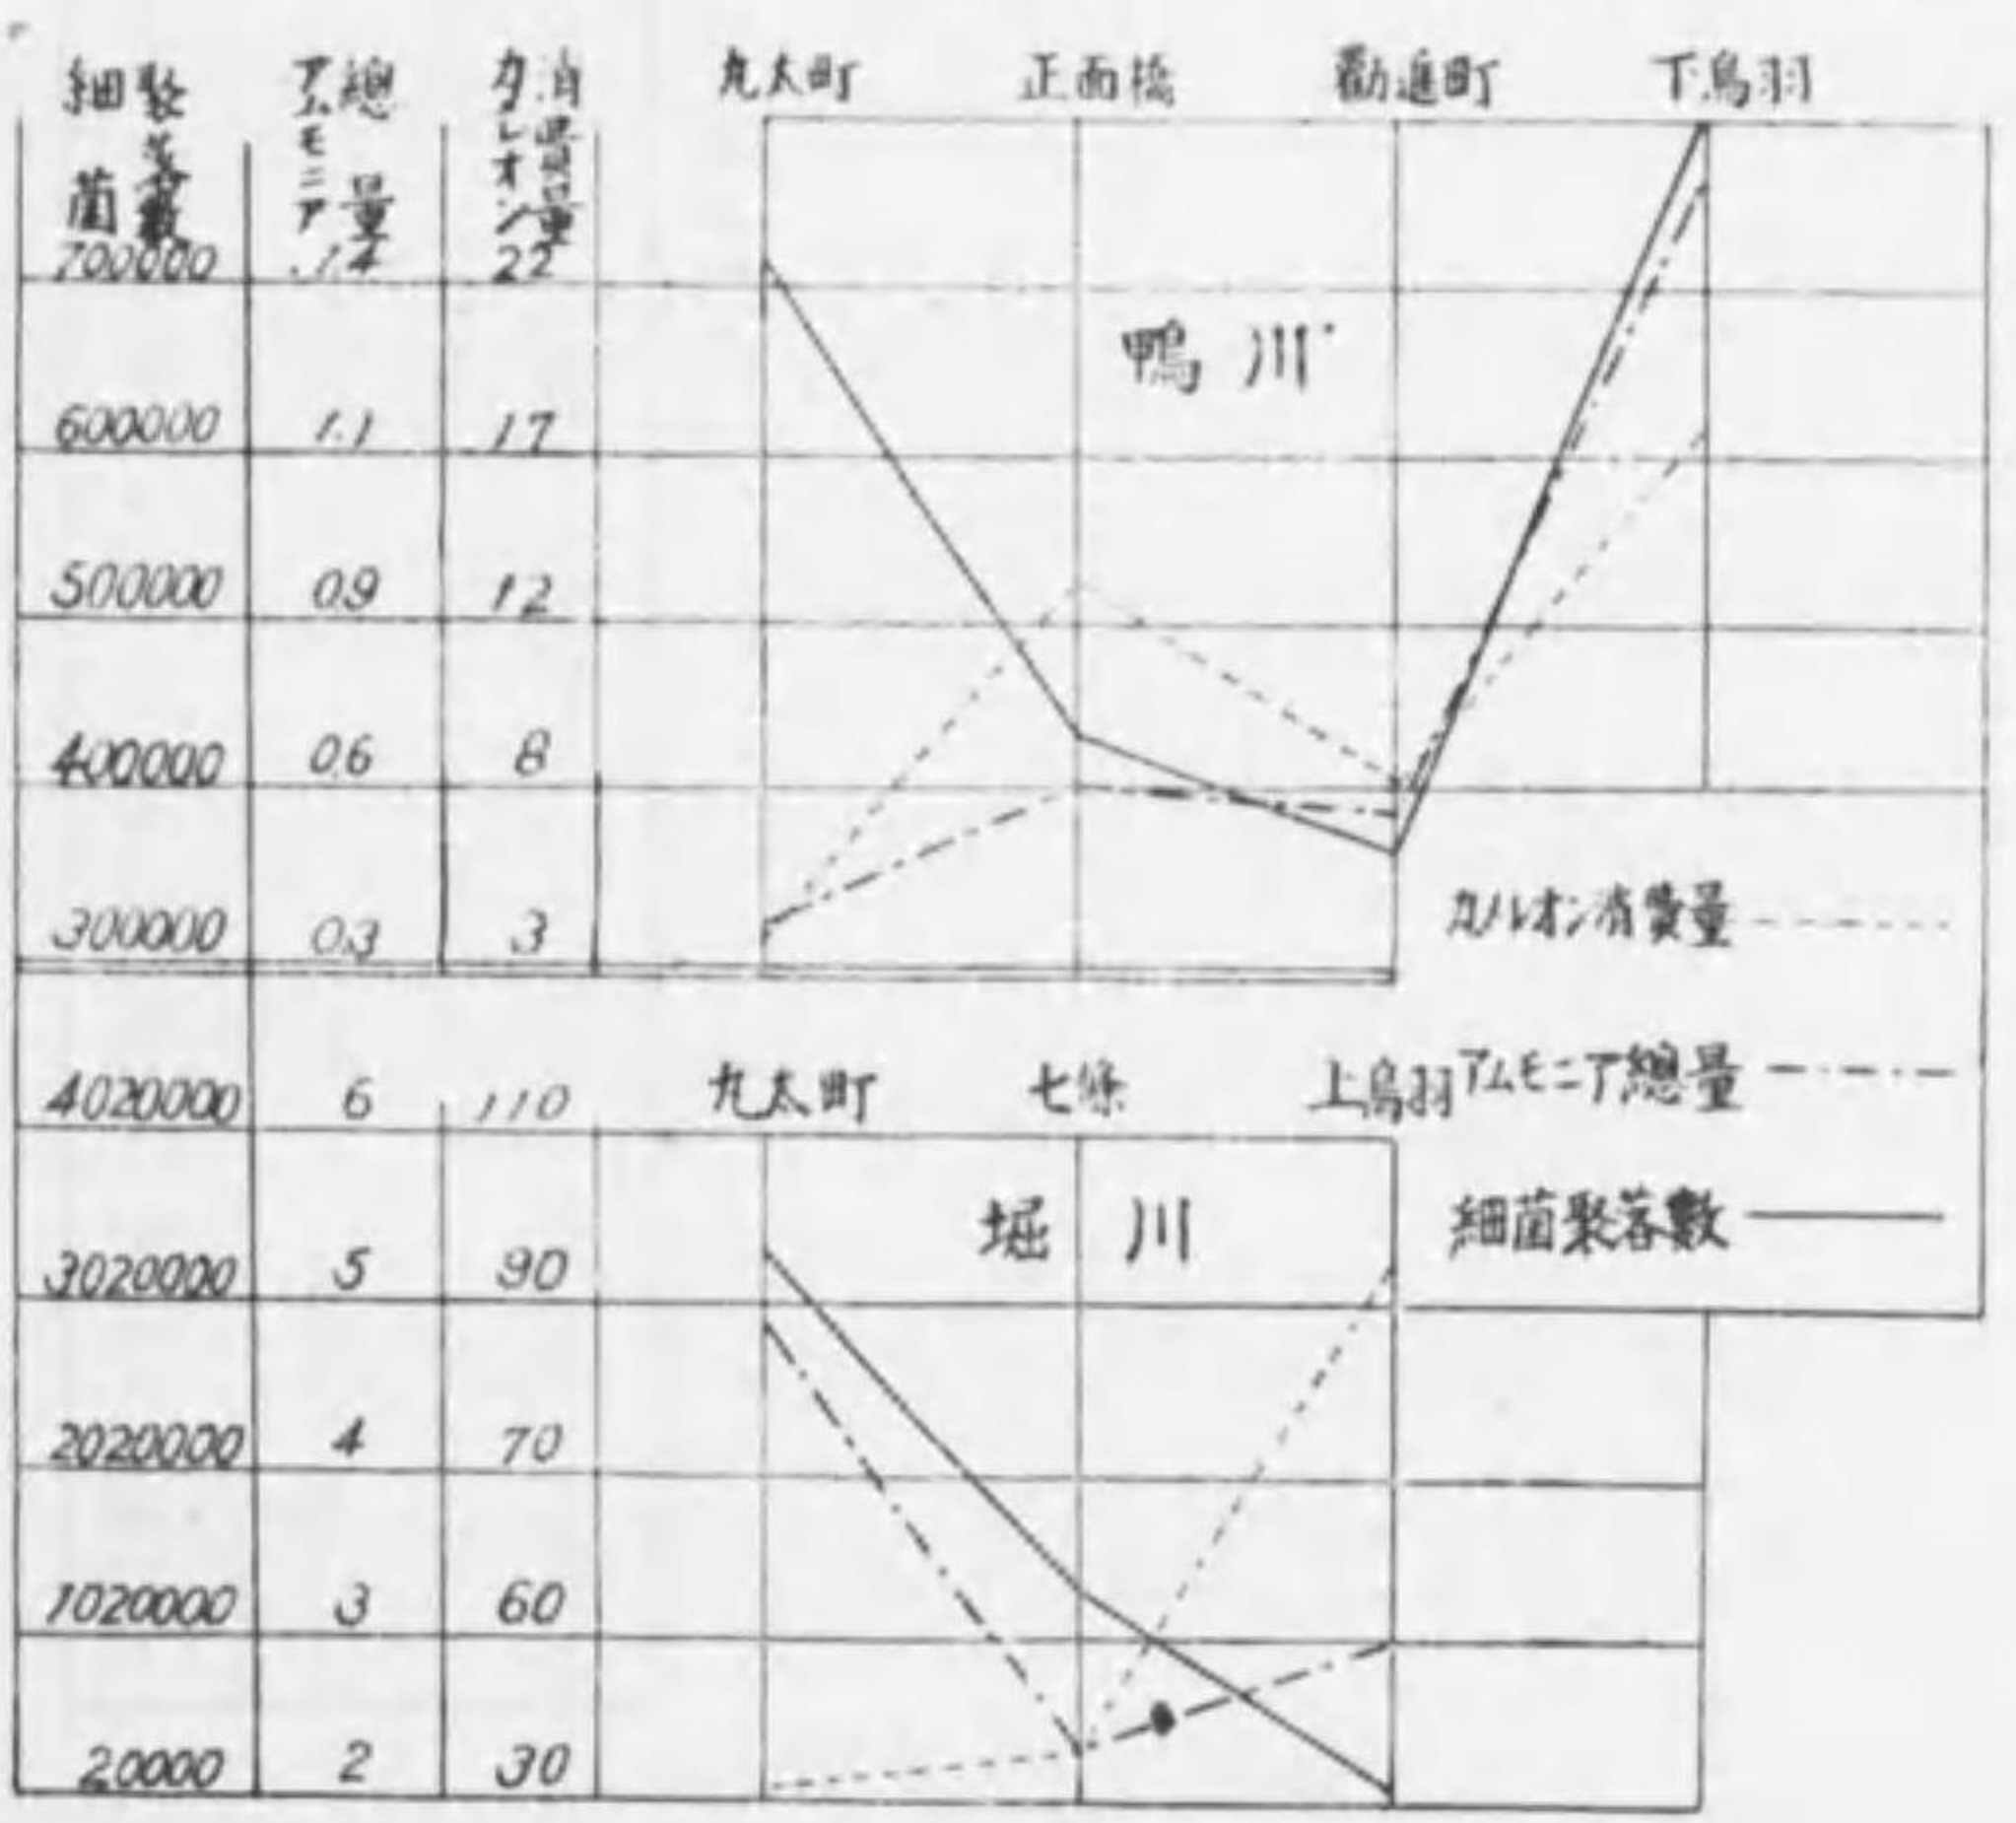 細菌 聚落數
アムモニア 總量
カメレオン 消費量
丸太町 正面橋 勸進町 下鳥羽
700000 1.4 22
鴨川
600000 1.1 17
500000 0.9 12
400000 0.6 8
300000 0.3 3
カメレオン消費量
4020000 6 110
丸太町 七條 上鳥羽
アムモニア總量
3020000 5 90
堀川
細菌聚落數
2020000 4 70
1020000 3 60
20000 2 30